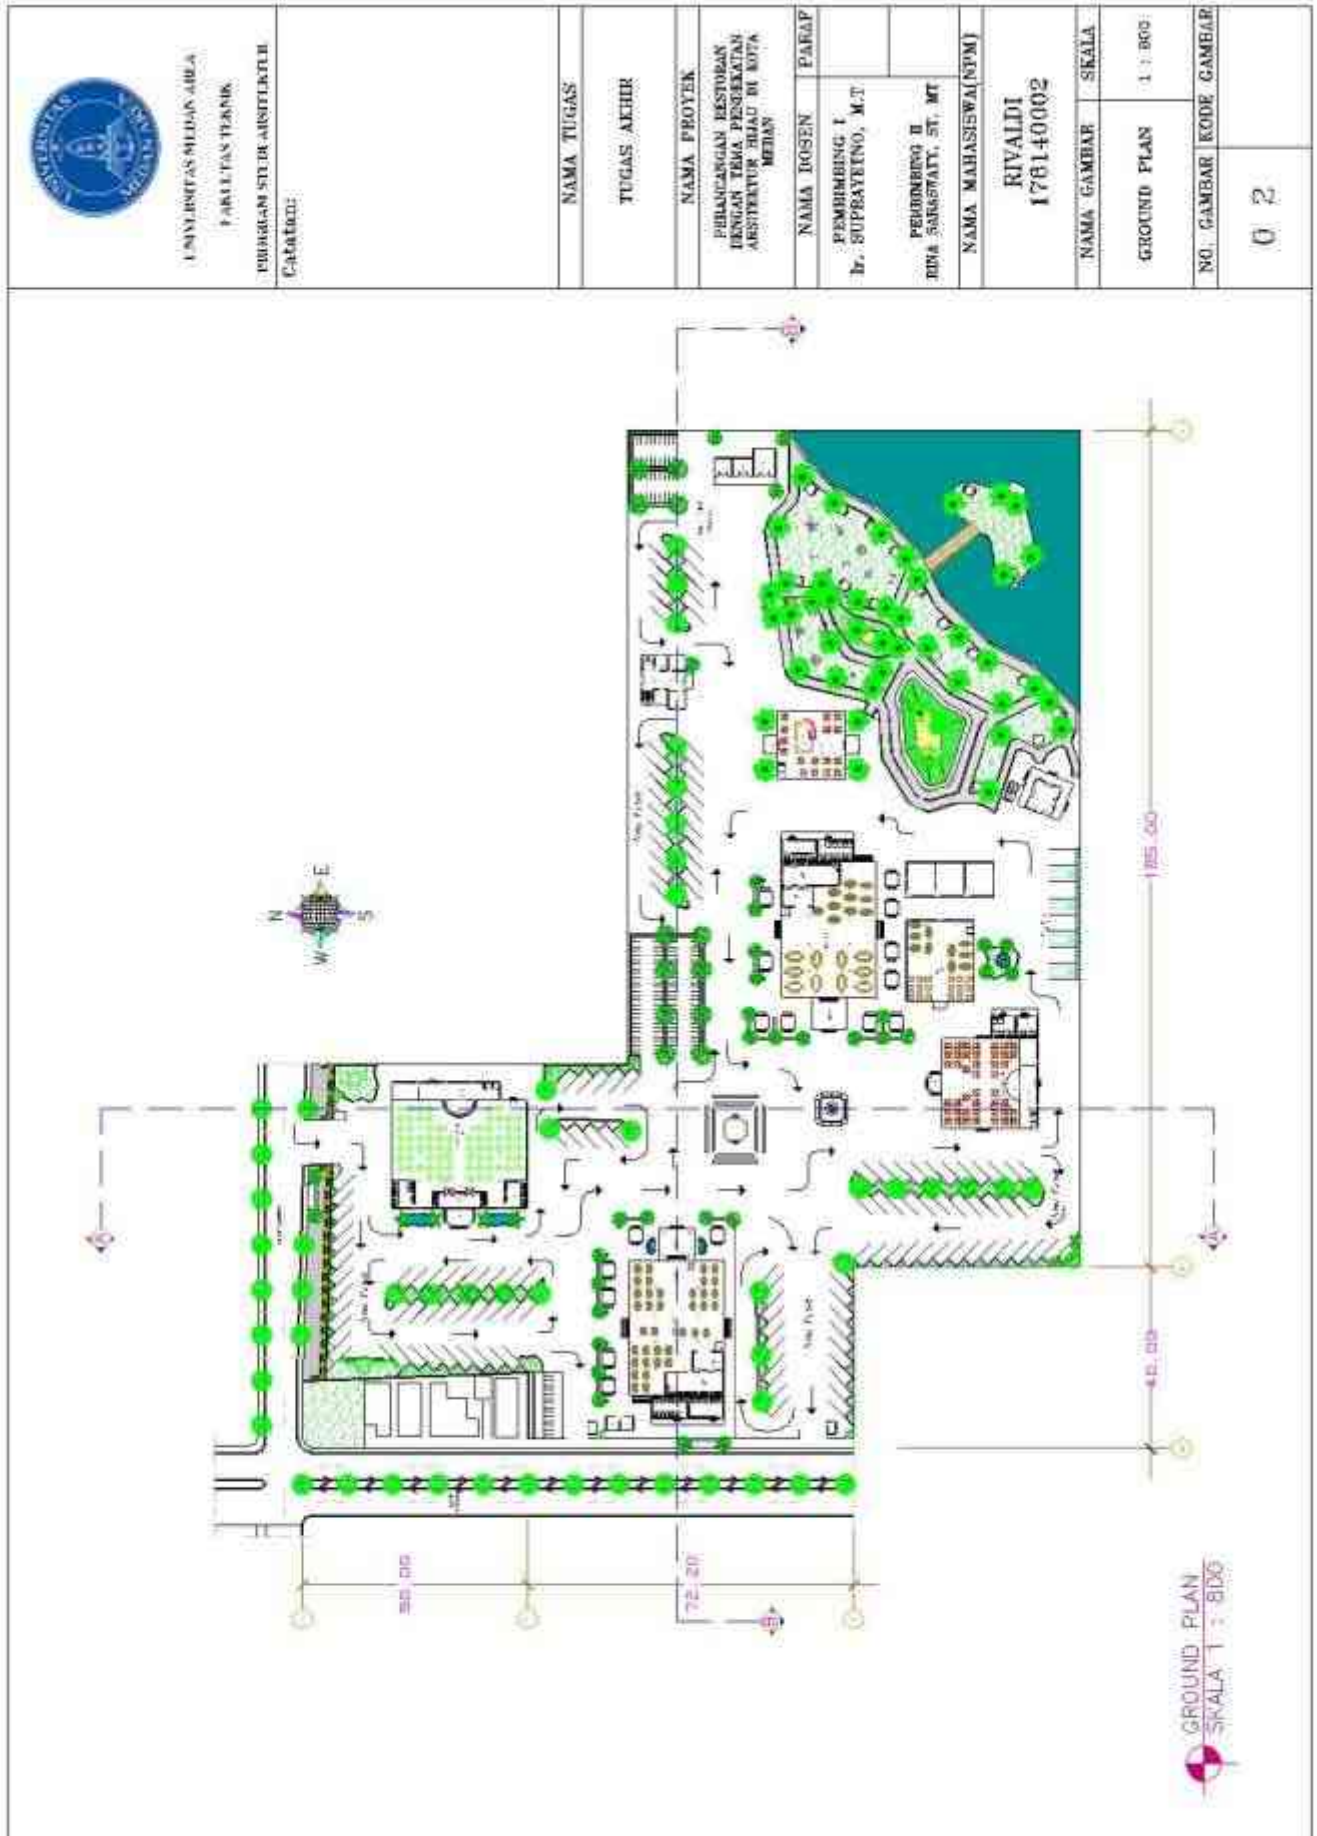 UNIVERSITAS MEDAN AREA
FAKULTAS TEKNIK
PROGRAM STUDI ARSITEKTUR
Catatan:
NAMA TUGAS
TUGAS AKHIR
NAMA PROYEK
PERANCANGAN RESTORAN
DENGAN TEMA PENDEKATAN
ARSITEKTUR HIJAU DI KOTA
MEDAN
NAMA DOSEN PARAF
PEMBIMBING I
Ir. SUPRAYETNO, M.T
PEMBIMBING II
RINA SARASWATY, ST. MT
NAMA MAHASISWA(NPM)
RIVALDI
178140002
NAMA GAMBAR SKALA
GROUND PLAN 1 : 800
NO. GAMBAR KODE GAMBAR
02
N
E
W
S
B
B
A
A
185.00
40.00
50.00
72.20
GROUND PLAN
SKALA 1 : 800